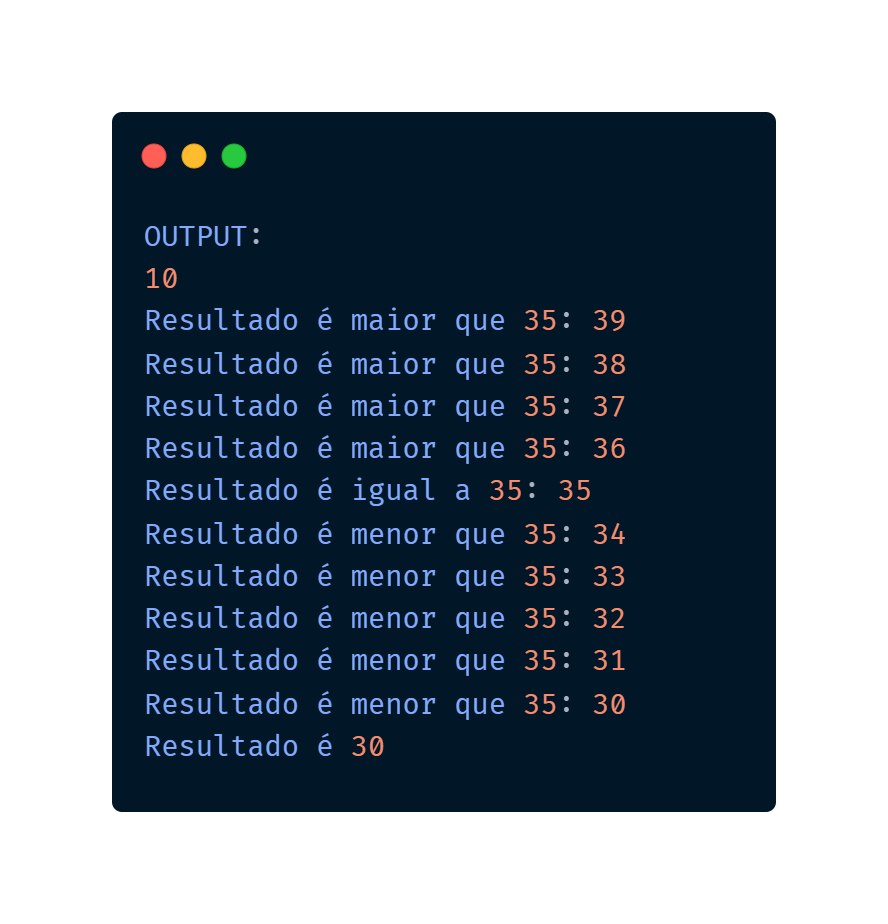 OUTPUT:
10
Resultado é maior que 35: 39
Resultado é maior que 35: 38
Resultado é maior que 35: 37
Resultado é maior que 35: 36
Resultado é igual a 35: 35
Resultado é menor que 35: 34
Resultado é menor que 35: 33
Resultado é menor que 35: 32
Resultado é menor que 35: 31
Resultado é menor que 35: 30
Resultado é 30